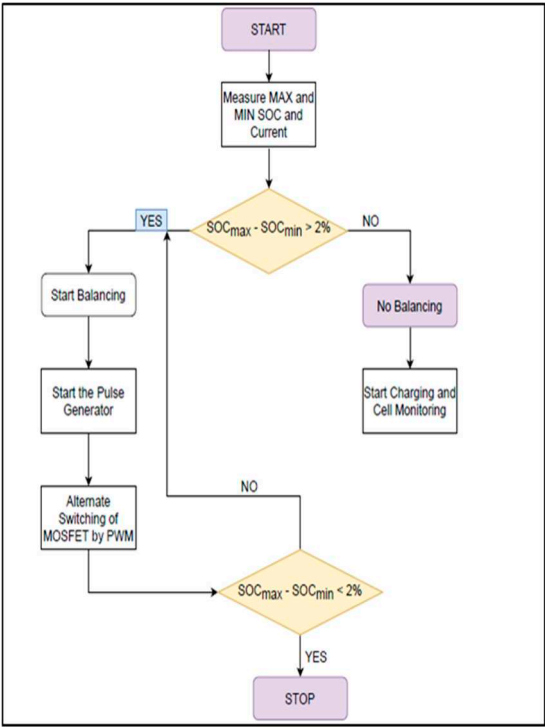 START
Measure MAX and
MIN SOC and
Current
YES
SOCmax - SOCmin > 2%
NO
Start Balancing
No Balancing
Start the Pulse
Generator
Start Charging and
Cell Monitoring
NO
Alternate
Switching of
MOSFET by PWM
SOCmax - SOCmin < 2%
YES
STOP